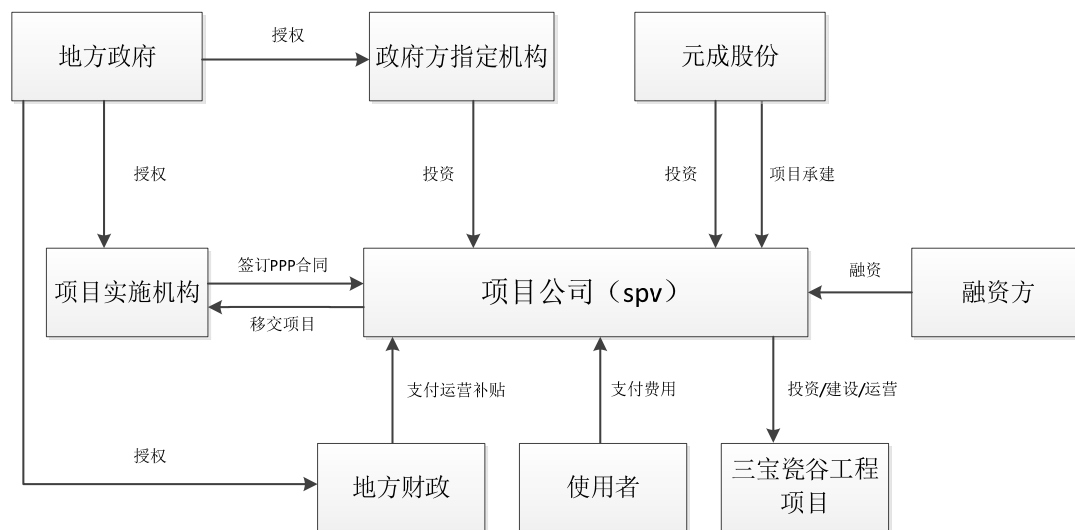 地方政府
授权
政府方指定机构
元成股份
授权
投资
投资
项目承建
项目实施机构
签订PPP合同
移交项目
项目公司（spv）
融资
融资方
支付运营补贴
支付费用
投资/建设/运营
授权
地方财政
使用者
三宝瓷谷工程
项目